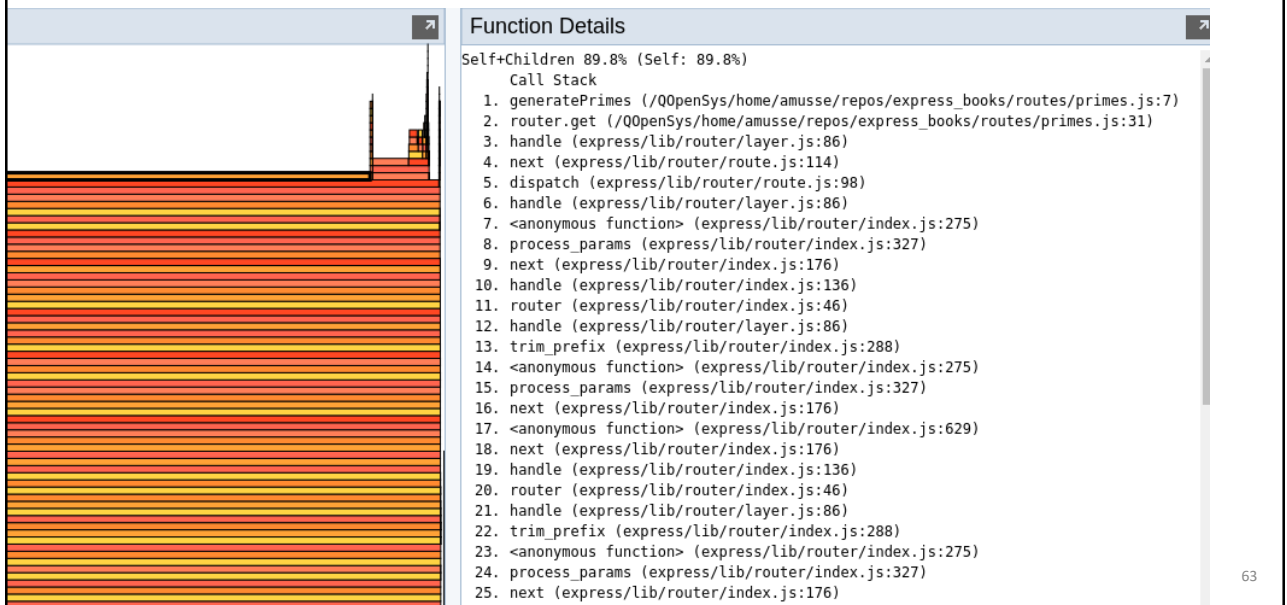 Function Details
Self+Children 89.8% (Self: 89.8%)
Call Stack
1. generatePrimes (/QOpenSys/home/amusse/repos/express_books/routes/primes.js:7)
2. router.get (/QOpenSys/home/amusse/repos/express_books/routes/primes.js:31)
3. handle (express/lib/router/layer.js:86)
4. next (express/lib/router/route.js:114)
5. dispatch (express/lib/router/route.js:98)
6. handle (express/lib/router/layer.js:86)
7. <anonymous function> (express/lib/router/index.js:275)
8. process_params (express/lib/router/index.js:327)
9. next (express/lib/router/index.js:176)
10. handle (express/lib/router/index.js:136)
11. router (express/lib/router/index.js:46)
12. handle (express/lib/router/layer.js:86)
13. trim_prefix (express/lib/router/index.js:288)
14. <anonymous function> (express/lib/router/index.js:275)
15. process_params (express/lib/router/index.js:327)
16. next (express/lib/router/index.js:176)
17. <anonymous function> (express/lib/router/index.js:629)
18. next (express/lib/router/index.js:176)
19. handle (express/lib/router/index.js:136)
20. router (express/lib/router/index.js:46)
21. handle (express/lib/router/layer.js:86)
22. trim_prefix (express/lib/router/index.js:288)
23. <anonymous function> (express/lib/router/index.js:275)
24. process_params (express/lib/router/index.js:327)
25. next (express/lib/router/index.js:176)
63